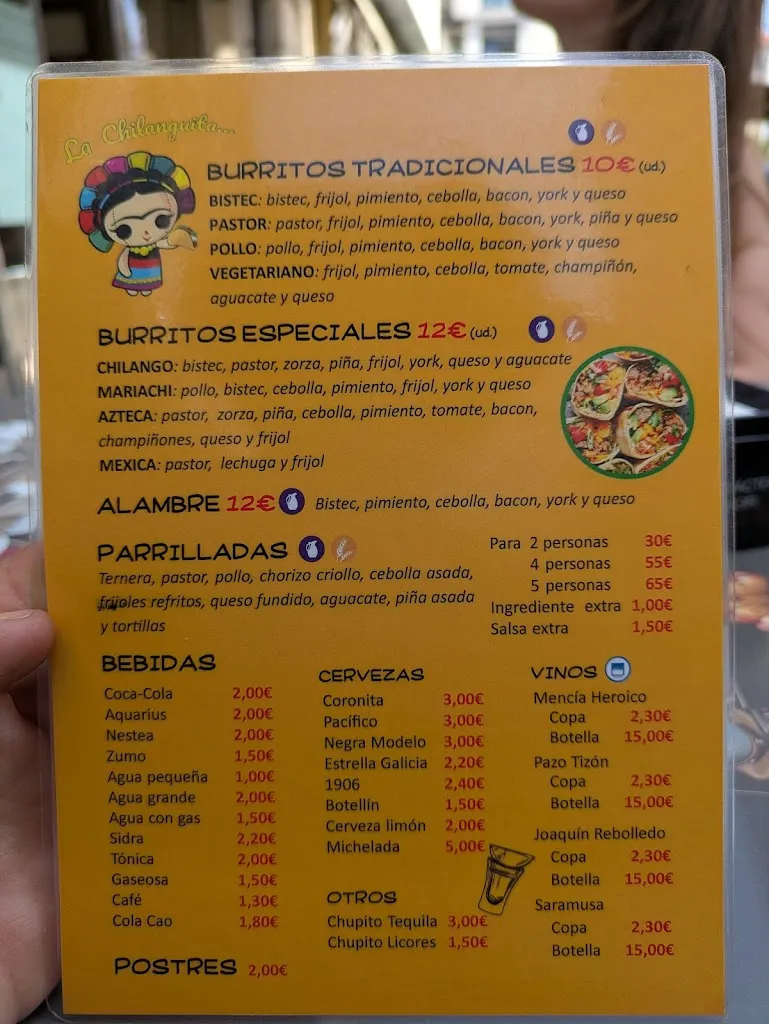 La Chilanguita...
BURRITOS TRADICIONALES 10€ (ud.)
BISTEC: bistec, frijol, pimiento, cebolla, bacon, york y queso
PASTOR: pastor, frijol, pimiento, cebolla, bacon, york, piña y queso
POLLO: pollo, frijol, pimiento, cebolla, bacon, york y queso
VEGETARIANO: frijol, pimiento, cebolla, tomate, champiñón,
aguacate y queso
BURRITOS ESPECIALES 12€ (ud.)
CHILANGO: bistec, pastor, zorza, piña, frijol, york, queso y aguacate
MARIACHI: pollo, bistec, cebolla, pimiento, frijol, york y queso
AZTECA: pastor, zorza, piña, cebolla, pimiento, tomate, bacon,
champiñones, queso y frijol
MEXICA: pastor, lechuga y frijol
ALAMBRE 12€ Bistec, pimiento, cebolla, bacon, york y queso
PARRILLADAS
Ternera, pastor, pollo, chorizo criollo, cebolla asada,
frijoles refritos, queso fundido, aguacate, piña asada
y tortillas
Para 2 personas 30€
4 personas 55€
5 personas 65€
Ingrediente extra 1,00€
Salsa extra 1,50€
BEBIDAS
Coca-Cola 2,00€
Aquarius 2,00€
Nestea 2,00€
Zumo 1,50€
Agua pequeña 1,00€
Agua grande 2,00€
Agua con gas 1,50€
Sidra 2,20€
Tónica 2,00€
Gaseosa 1,50€
Café 1,30€
Cola Cao 1,80€
POSTRES 2,00€
CERVEZAS
Coronita 3,00€
Pacífico 3,00€
Negra Modelo 3,00€
Estrella Galicia 2,20€
1906 2,40€
Botellín 1,50€
Cerveza limón 2,00€
Michelada 5,00€
OTROS
Chupito Tequila 3,00€
Chupito Licores 1,50€
VINOS
Mencía Heroico
Copa 2,30€
Botella 15,00€
Pazo Tizón
Copa 2,30€
Botella 15,00€
Joaquín Rebolledo
Copa 2,30€
Botella 15,00€
Saramusa
Copa 2,30€
Botella 15,00€